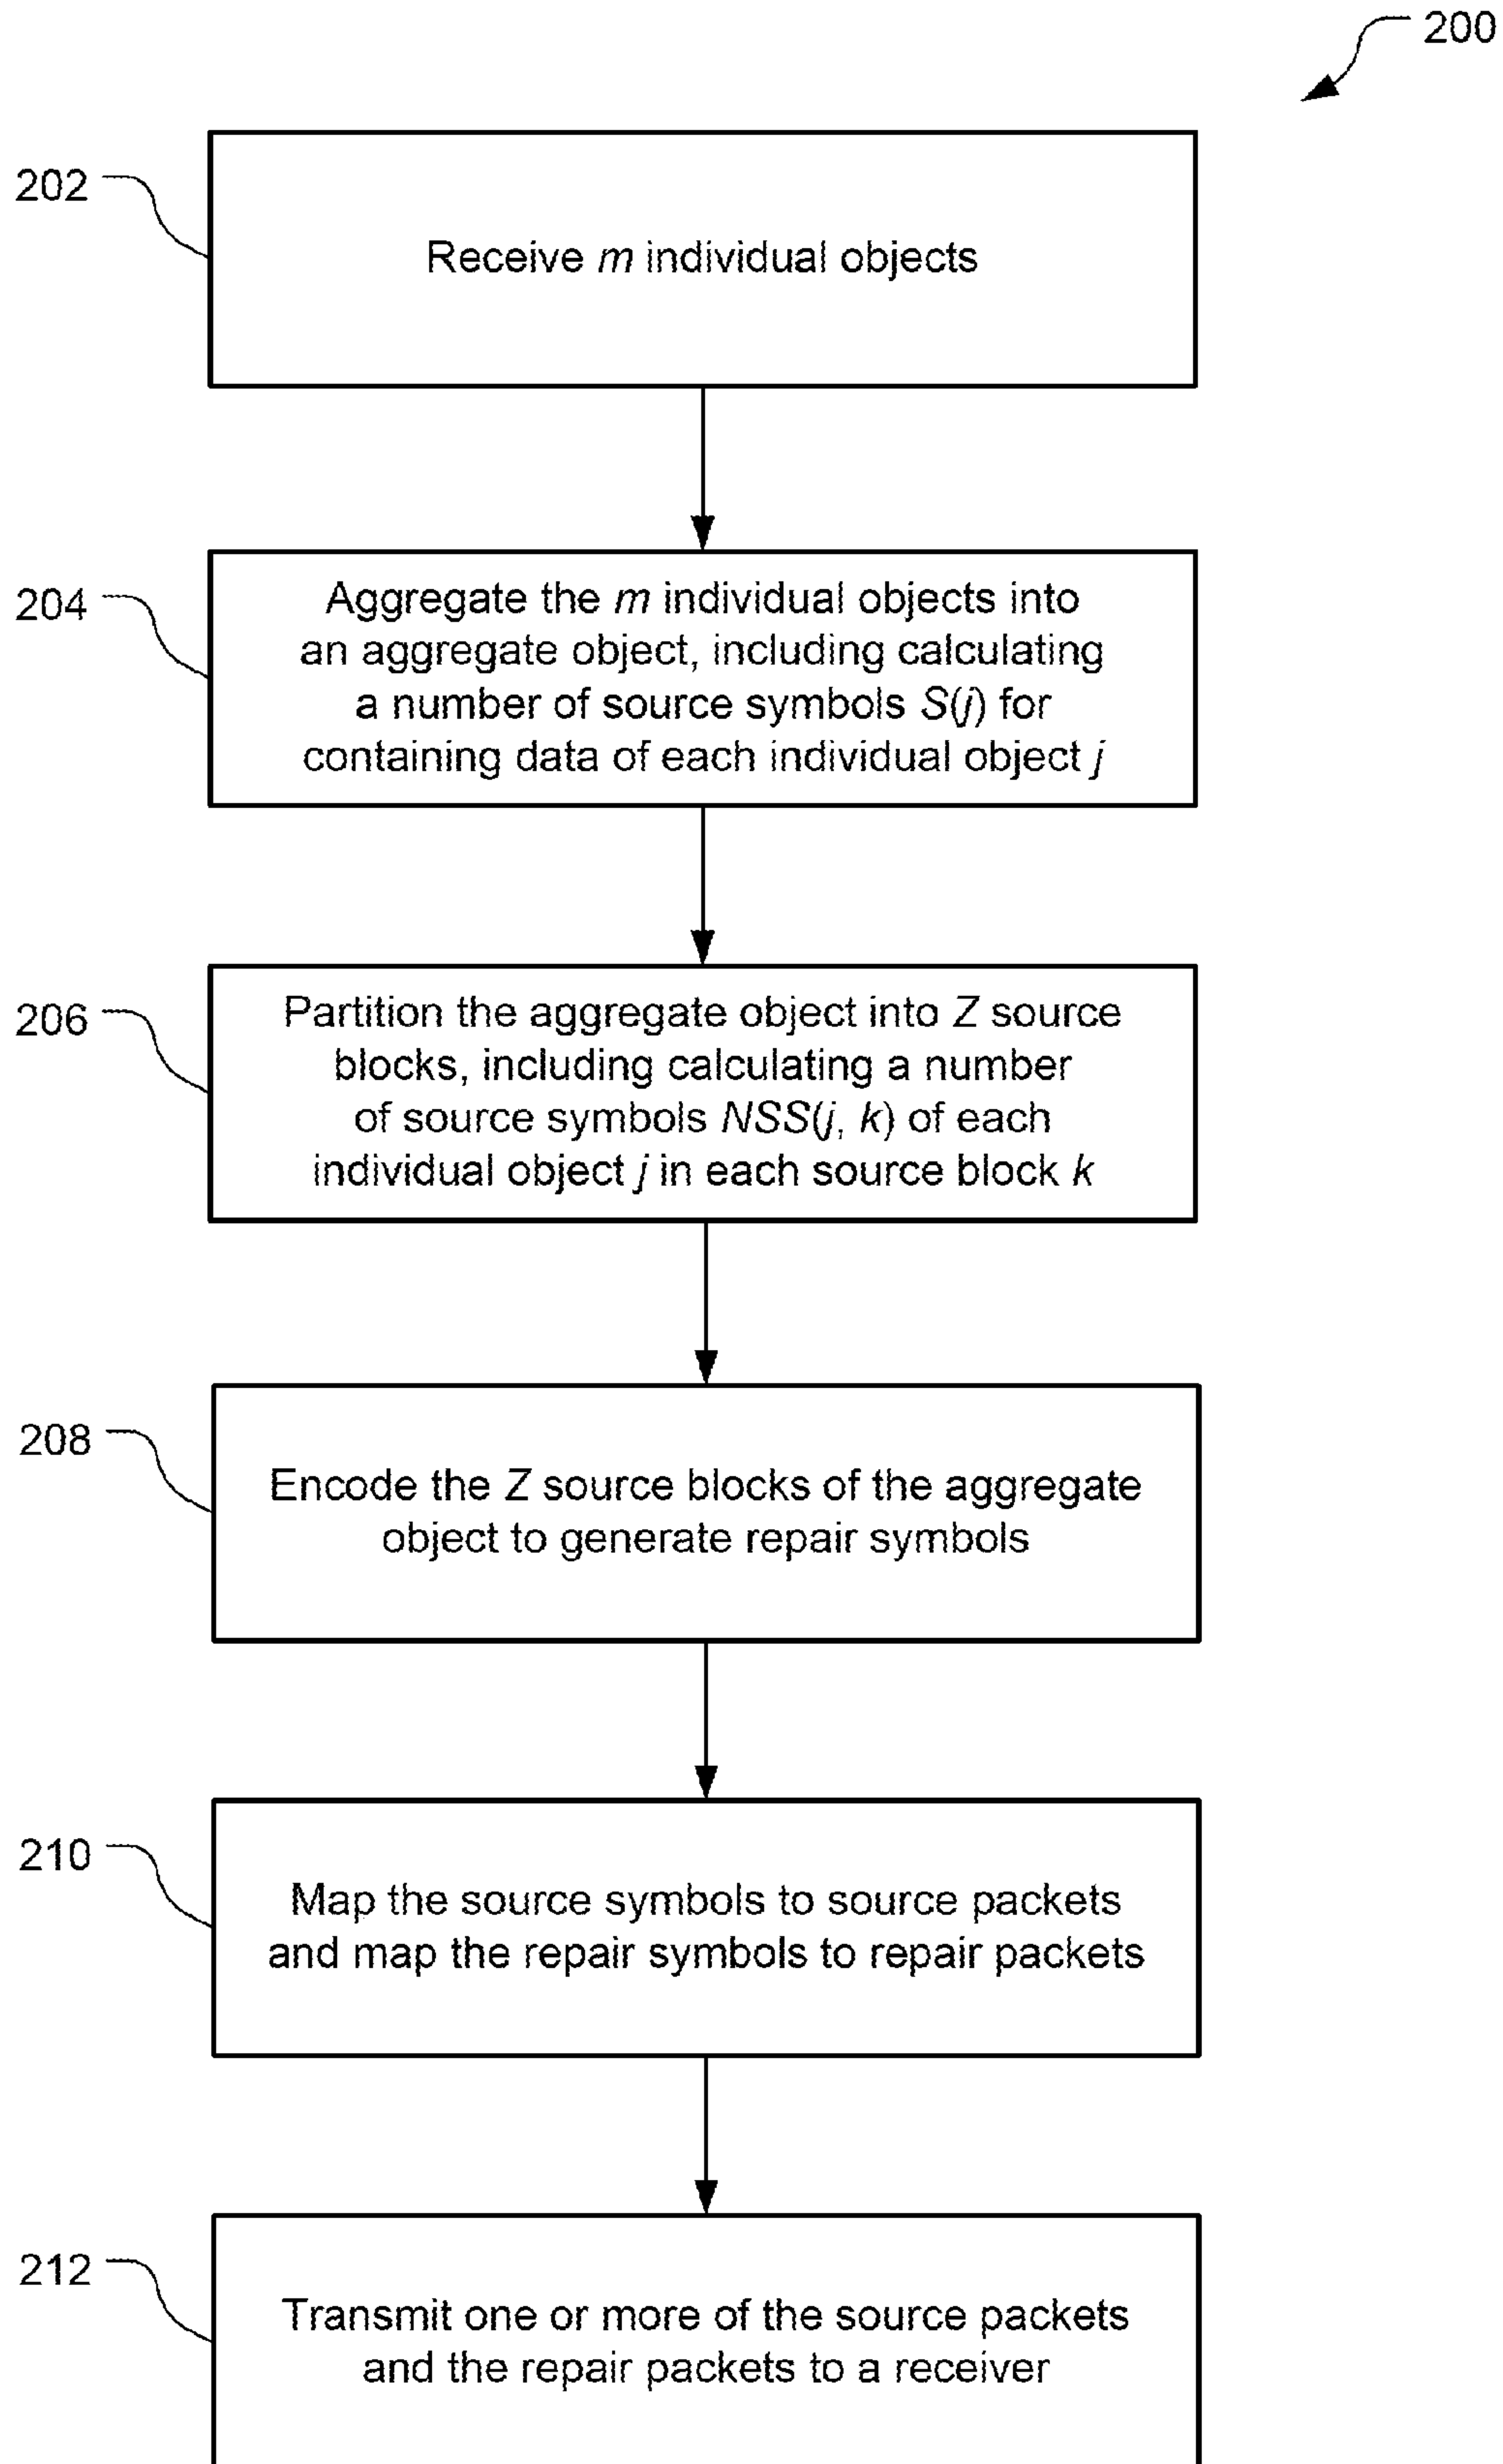 200
202
Receive m individual objects
204
Aggregate the m individual objects into
an aggregate object, including calculating
a number of source symbols S(j) for
containing data of each individual object j
206
Partition the aggregate object into Z source
blocks, including calculating a number
of source symbols NSS(j, k) of each
individual object j in each source block k
208
Encode the Z source blocks of the aggregate
object to generate repair symbols
210
Map the source symbols to source packets
and map the repair symbols to repair packets
212
Transmit one or more of the source packets
and the repair packets to a receiver